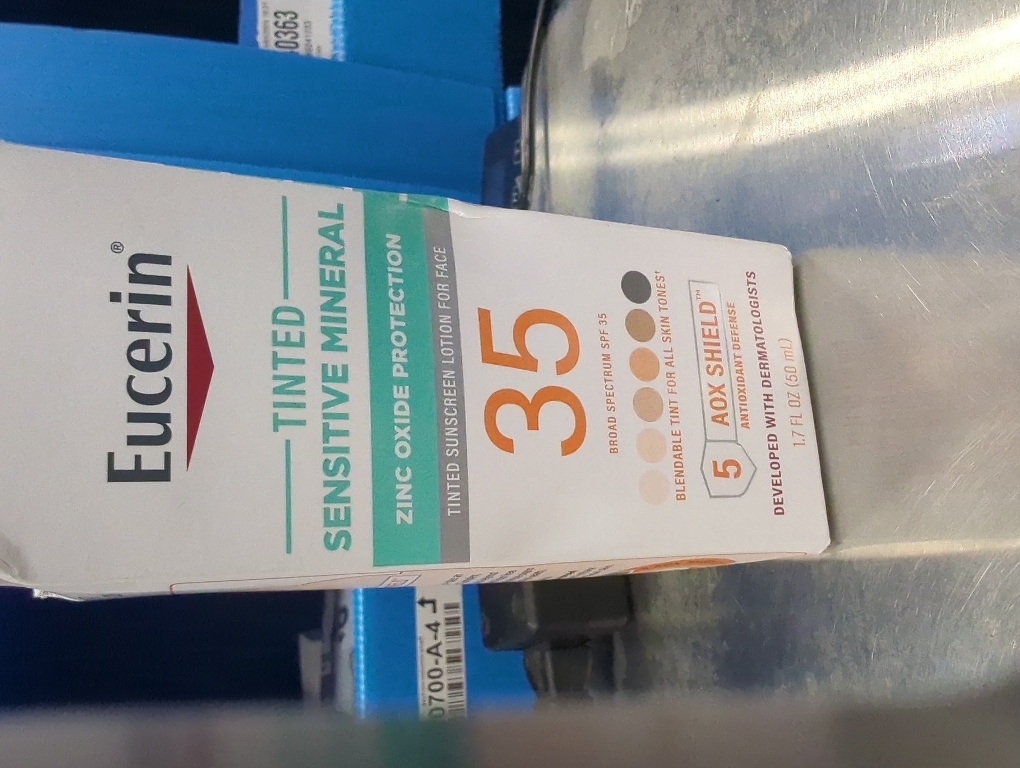 Eucerin®
TINTED
SENSITIVE MINERAL
ZINC OXIDE PROTECTION
TINTED SUNSCREEN LOTION FOR FACE
35
BROAD SPECTRUM SPF 35
BLENDABLE TINT FOR ALL SKIN TONES†
5 AOX SHIELD™
ANTIOXIDANT DEFENSE
DEVELOPED WITH DERMATOLOGISTS
1.7 FL OZ (50 mL)
0363
0700-A-4